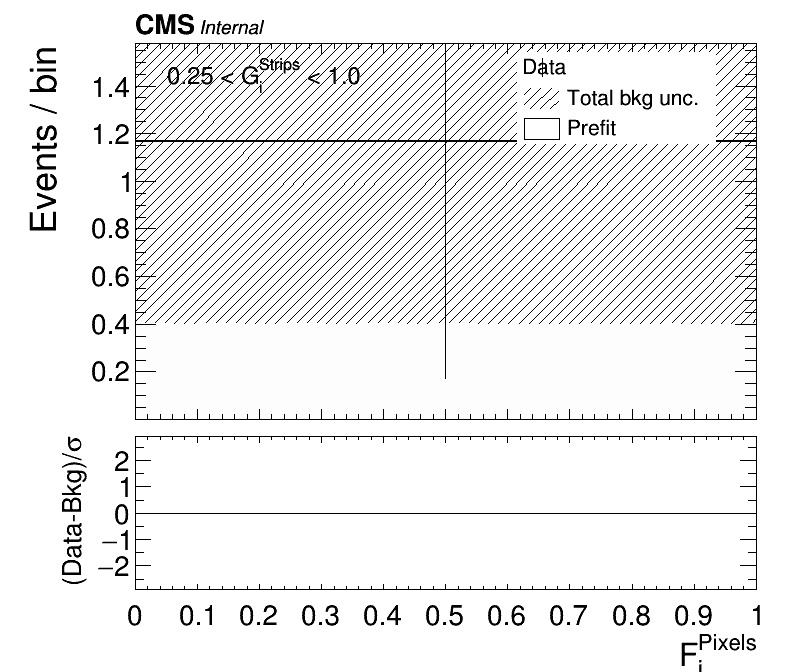 CMS Internal
Events / bin
0.25 < G_i^Strips < 1.0
Data
Total bkg unc.
Prefit
1.4
1.2
1
0.8
0.6
0.4
0.2
(Data-Bkg)/σ
2
1
0
−1
−2
0 0.1 0.2 0.3 0.4 0.5 0.6 0.7 0.8 0.9 1
F_i^Pixels